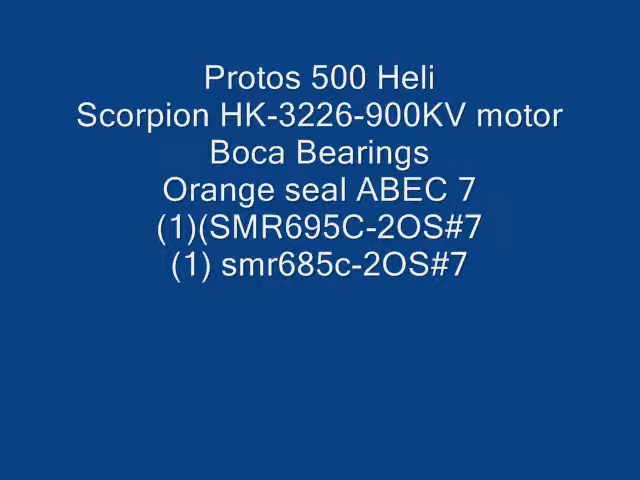 Protos 500 Heli
Scorpion HK-3226-900KV motor
Boca Bearings
Orange seal ABEC 7
(1)(SMR695C-2OS#7
(1) smr685c-2OS#7